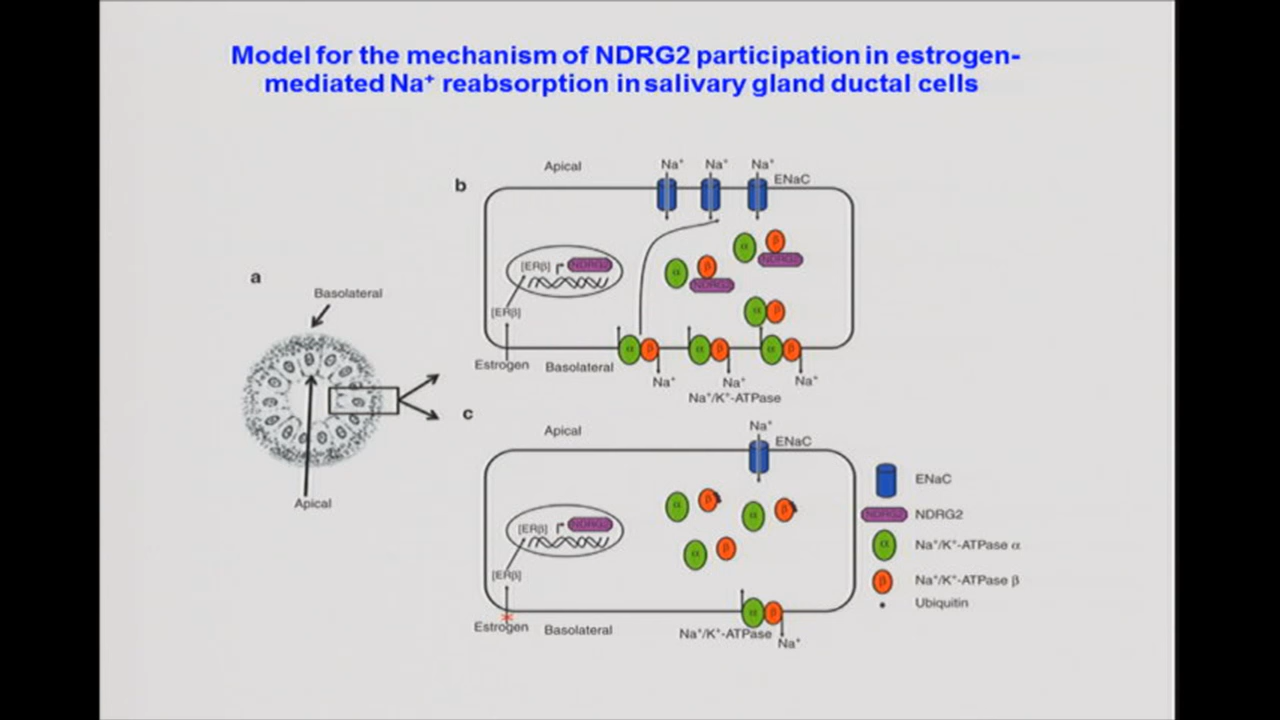 Model for the mechanism of NDRG2 participation in estrogen-
mediated Na⁺ reabsorption in salivary gland ductal cells
a
Basolateral
Apical
b
Apical
Na⁺ Na⁺ Na⁺
ENaC
[ERβ] NDRG2
[ERβ]
α β NDRG2
α β NDRG2
α β
α β α β α β
Estrogen Basolateral
Na⁺ Na⁺ Na⁺
Na⁺/K⁺-ATPase
c
Apical
Na⁺
ENaC
[ERβ] NDRG2
[ERβ]
α β α β
α β
α β
Estrogen Basolateral Na⁺/K⁺-ATPase
Na⁺
ENaC
NDRG2 NDRG2
α Na⁺/K⁺-ATPase α
β Na⁺/K⁺-ATPase β
Ubiquitin